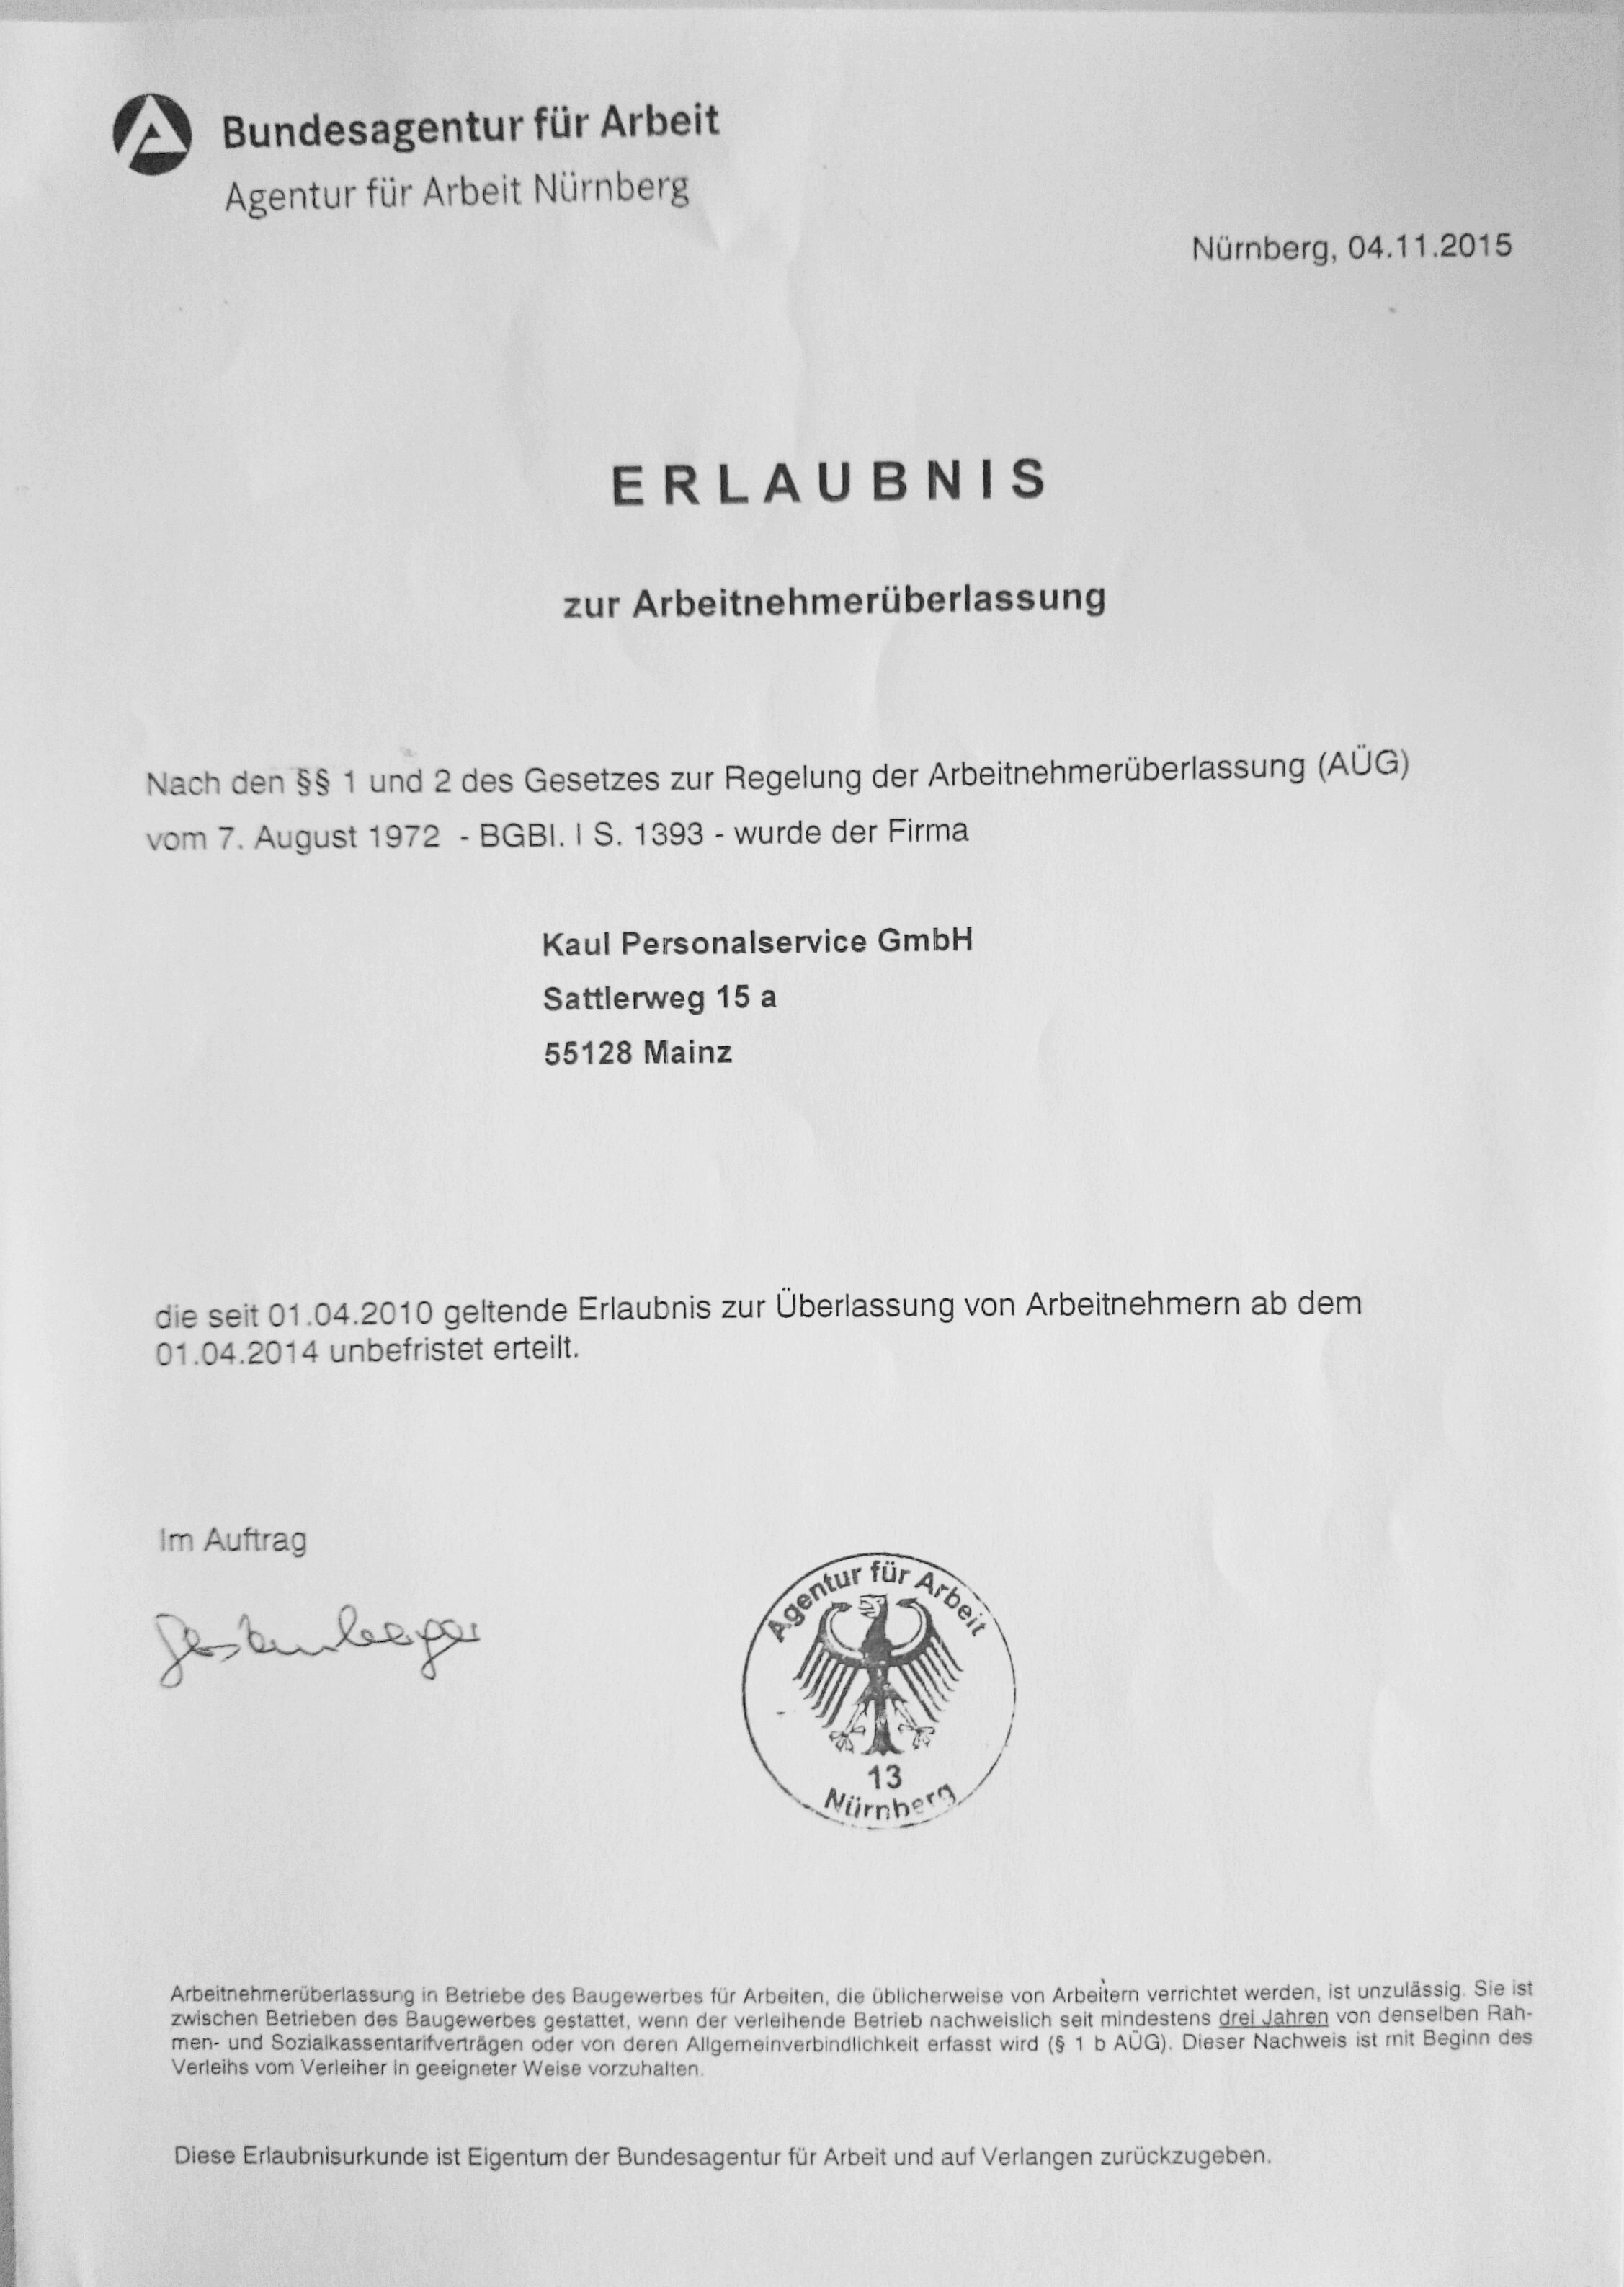 Bundesagentur für Arbeit
Agentur für Arbeit Nürnberg
Nürnberg, 04.11.2015
ERLAUBNIS
zur Arbeitnehmerüberlassung
Nach den §§ 1 und 2 des Gesetzes zur Regelung der Arbeitnehmerüberlassung (AÜG)
vom 7. August 1972 - BGBl. I S. 1393 - wurde der Firma
Kaul Personalservice GmbH
Sattlerweg 15 a
55128 Mainz
die seit 01.04.2010 geltende Erlaubnis zur Überlassung von Arbeitnehmern ab dem
01.04.2014 unbefristet erteilt.
Im Auftrag
Agentur für Arbeit
13
Nürnberg
Arbeitnehmerüberlassung in Betriebe des Baugewerbes für Arbeiten, die üblicherweise von Arbeitern verrichtet werden, ist unzulässig. Sie ist
zwischen Betrieben des Baugewerbes gestattet, wenn der verleihende Betrieb nachweislich seit mindestens drei Jahren von denselben Rah-
men- und Sozialkassentarifverträgen oder von deren Allgemeinverbindlichkeit erfasst wird (§ 1 b AÜG). Dieser Nachweis ist mit Beginn des
Verleihs vom Verleiher in geeigneter Weise vorzuhalten.
Diese Erlaubnisurkunde ist Eigentum der Bundesagentur für Arbeit und auf Verlangen zurückzugeben.